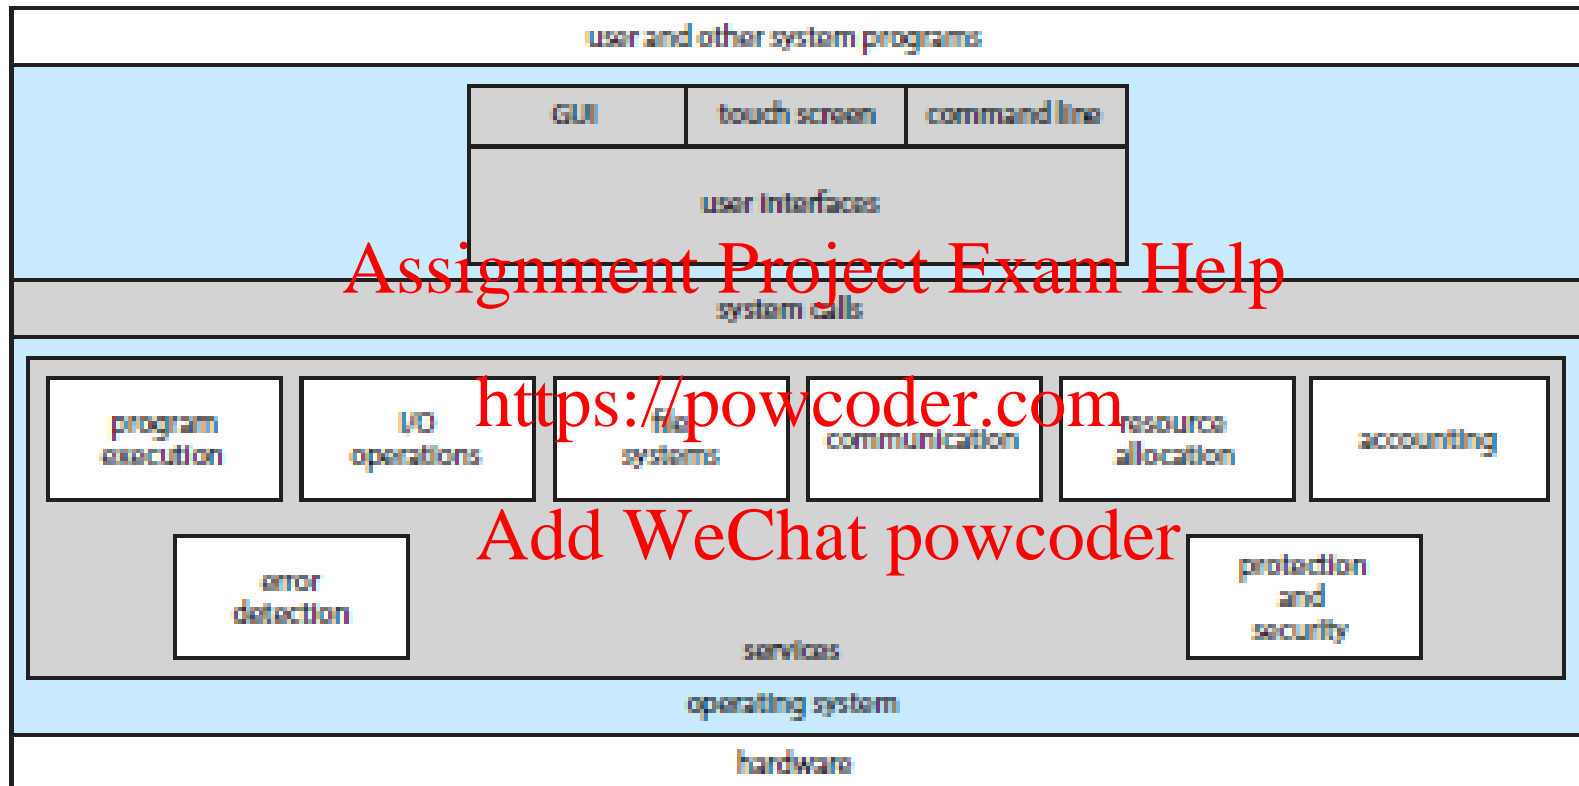 user and other system programs
GUI
touch screen
command line
user interfaces
Assignment Project Exam Help
system calls
https://powcoder.com
program
execution
I/O
operations
file
systems
communication
resource
allocation
accounting
Add WeChat powcoder
error
detection
protection
and
security
services
operating system
hardware